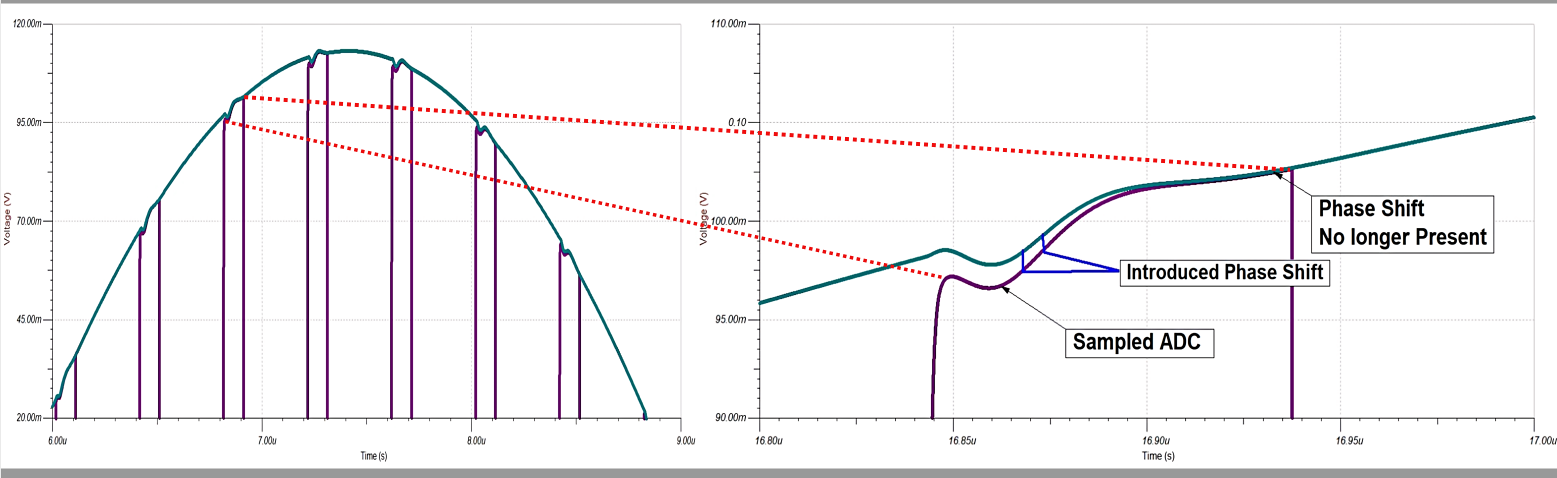 120.00m
95.00m
70.00m
45.00m
20.00m
Voltage (V)
6.00u
7.00u
8.00u
9.00u
Time (s)
110.00m
0.10
100.00m
95.00m
90.00m
Voltage (V)
16.80u
16.85u
16.90u
16.95u
17.00u
Time (s)
Phase Shift
No longer Present
Introduced Phase Shift
Sampled ADC